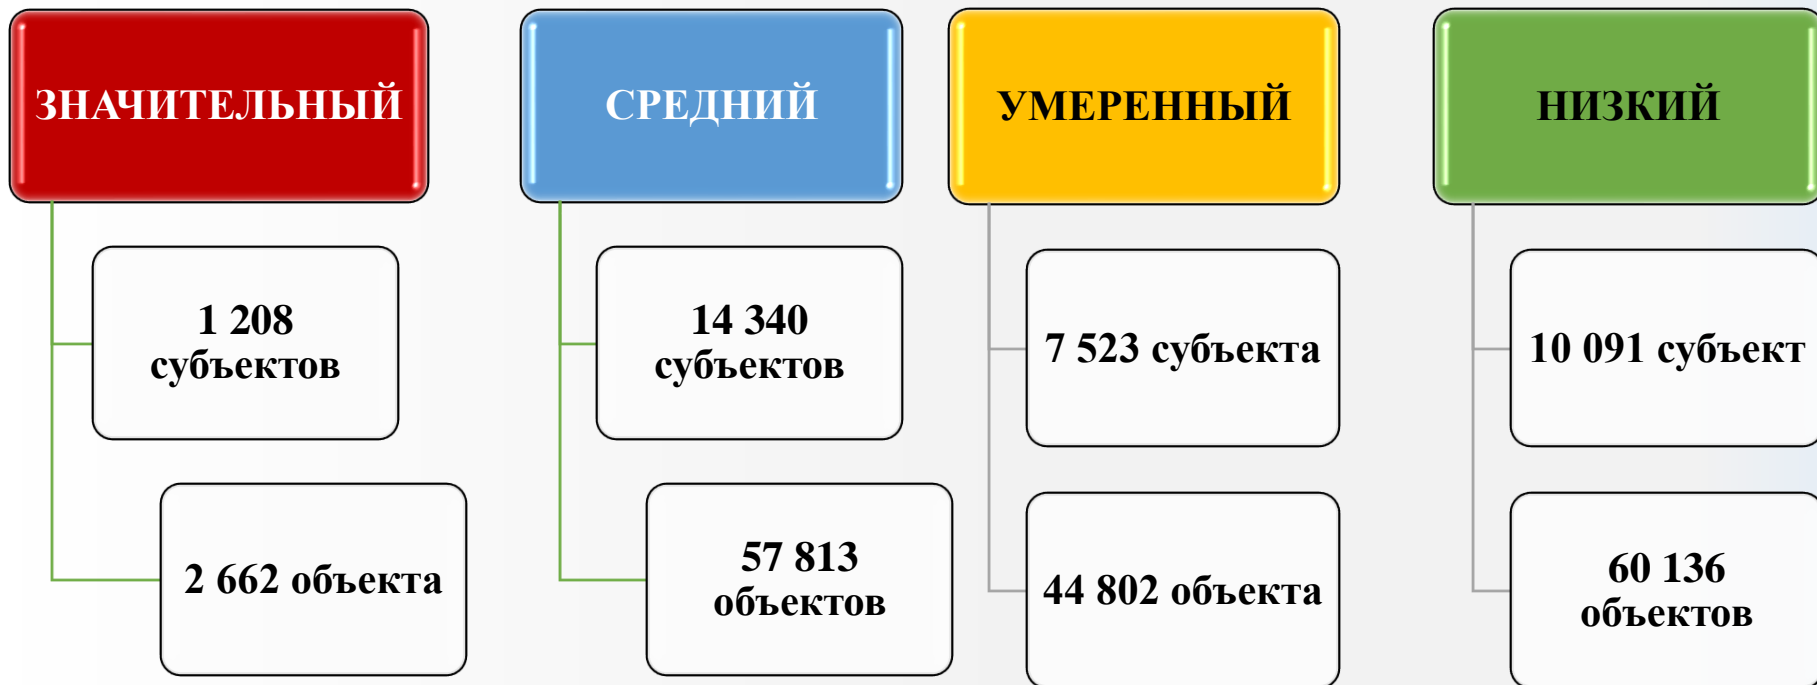 ЗНАЧИТЕЛЬНЫЙ
1 208
субъектов
2 662 объекта
СРЕДНИЙ
14 340
субъектов
57 813
объектов
УМЕРЕННЫЙ
7 523 субъекта
44 802 объекта
НИЗКИЙ
10 091 субъект
60 136
объектов